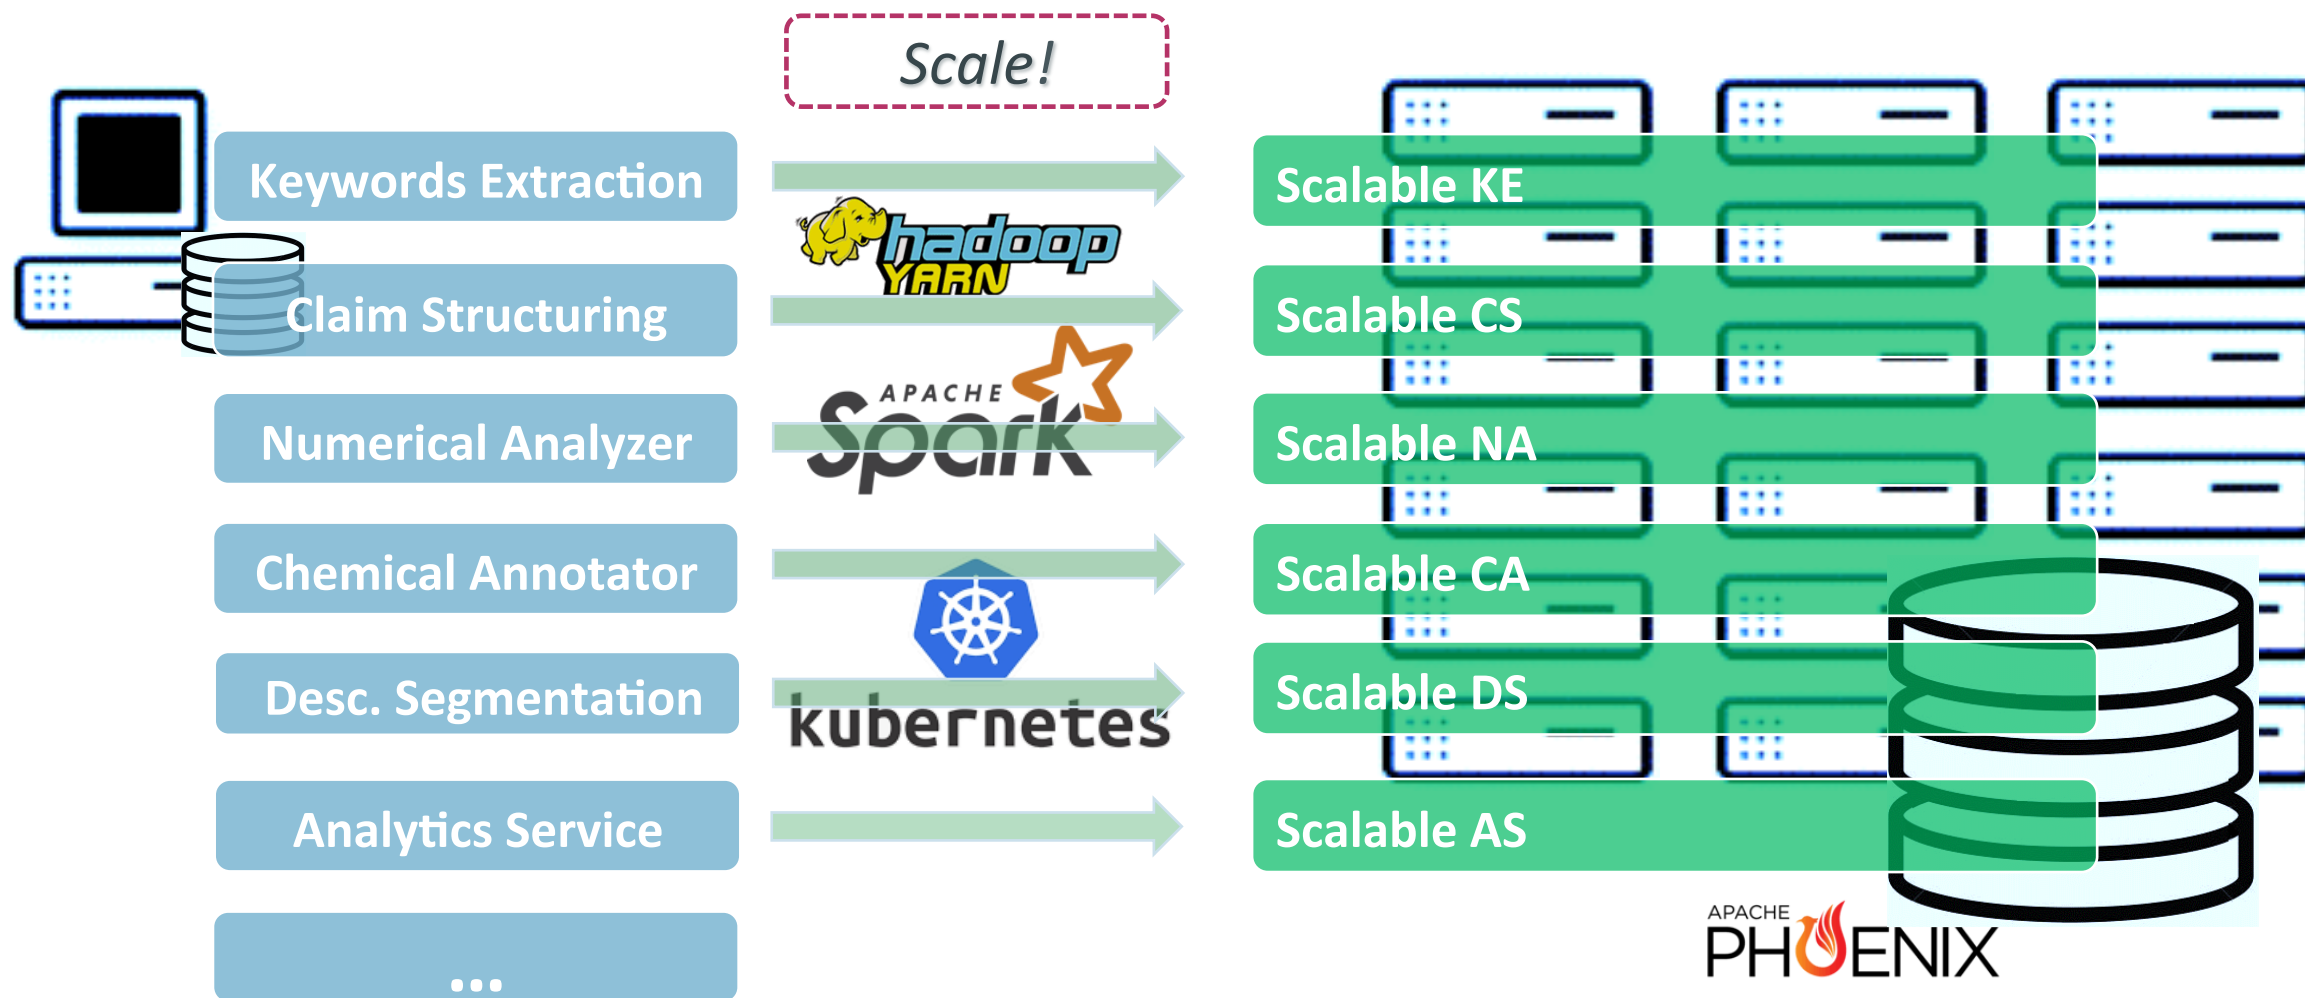 Scale!
Keywords Extraction
Scalable KE
hadoop
YARN
Claim Structuring
Scalable CS
APACHE
Spark
Numerical Analyzer
Scalable NA
Chemical Annotator
Scalable CA
Desc. Segmentation
Scalable DS
kubernetes
Analytics Service
Scalable AS
APACHE
PHOENIX
...